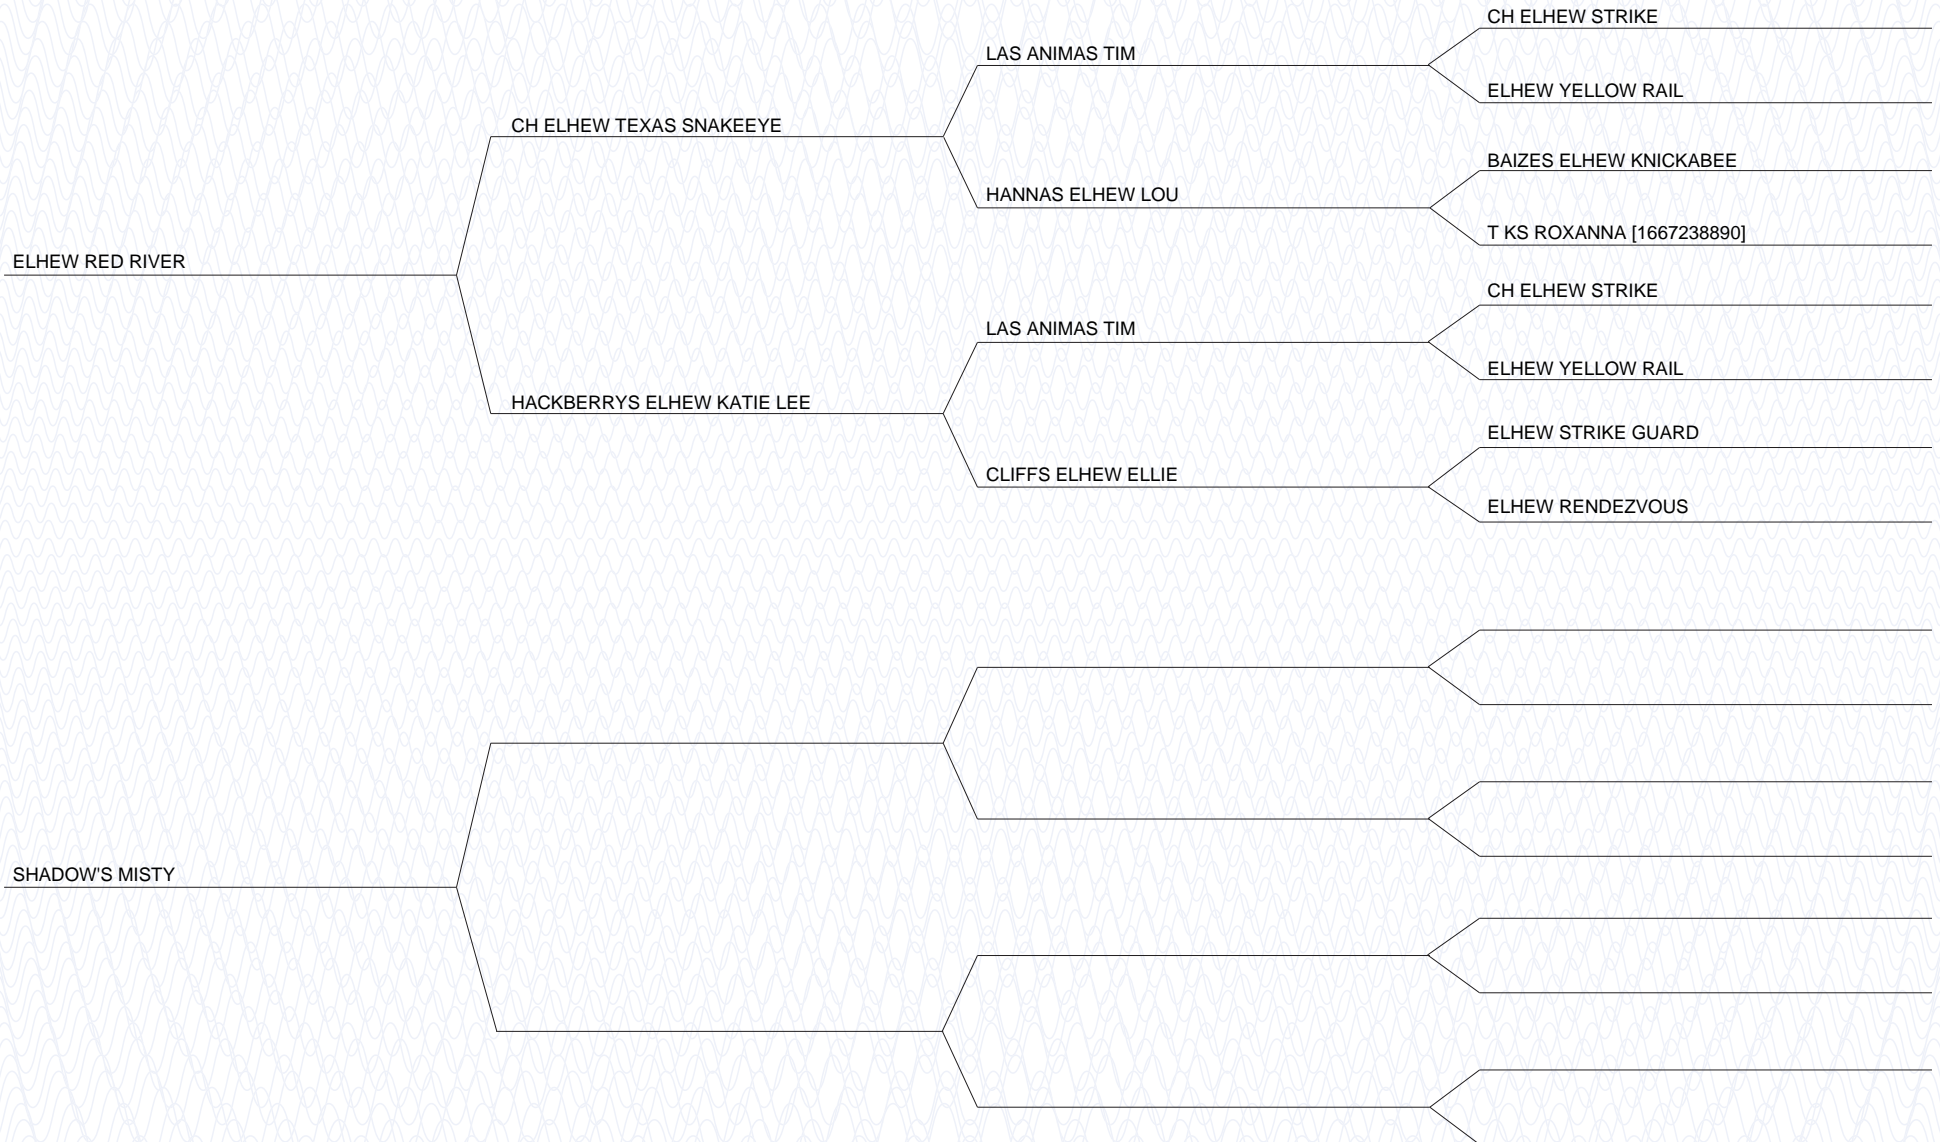 CH ELHEW STRIKE
LAS ANIMAS TIM
ELHEW YELLOW RAIL
CH ELHEW TEXAS SNAKEEYE
BAIZES ELHEW KNICKABEE
HANNAS ELHEW LOU
T KS ROXANNA [1667238890]
ELHEW RED RIVER
CH ELHEW STRIKE
LAS ANIMAS TIM
ELHEW YELLOW RAIL
HACKBERRYS ELHEW KATIE LEE
ELHEW STRIKE GUARD
CLIFFS ELHEW ELLIE
ELHEW RENDEZVOUS
SHADOW'S MISTY